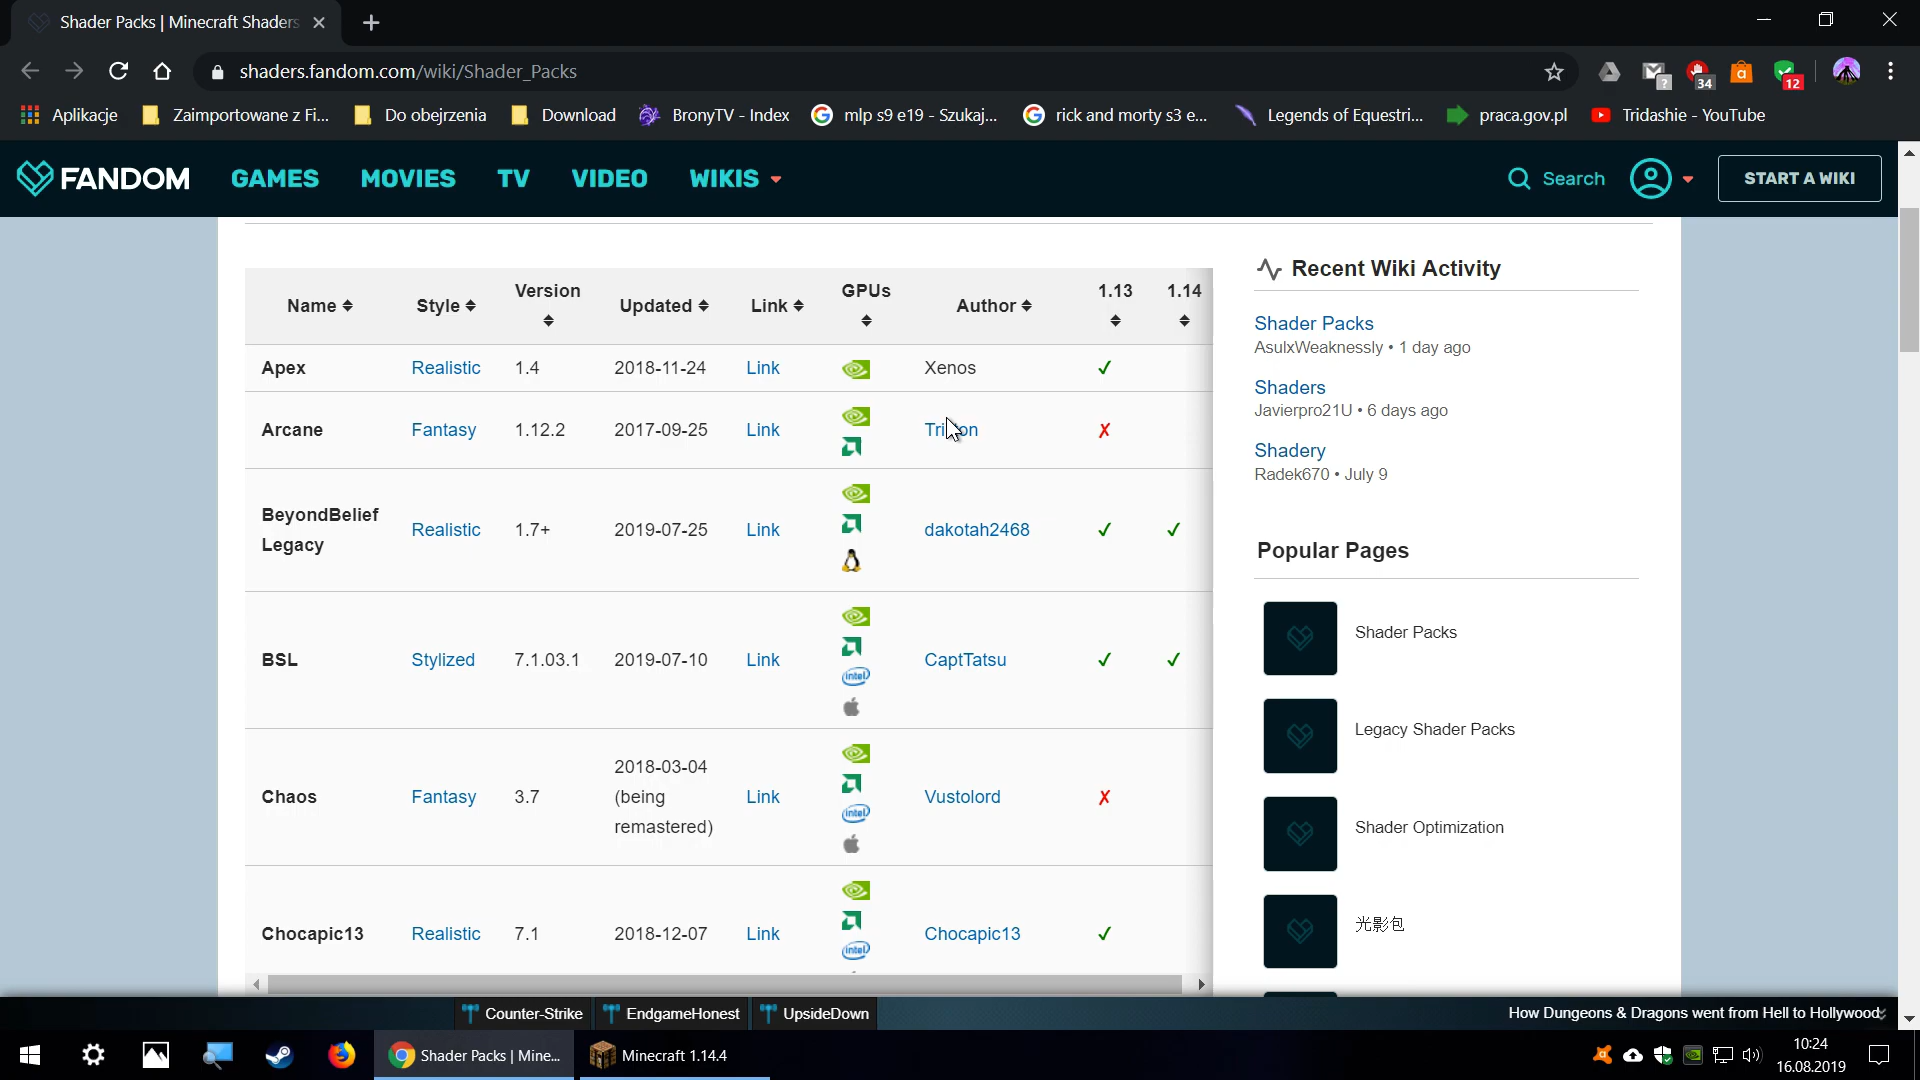 Shader Packs | Minecraft Shaders
shaders.fandom.com/wiki/Shader_Packs
?
34
a
12
Aplikacje
Zaimportowane z Fi...
Do obejrzenia
Download
BronyTV - Index
mlp s9 e19 - Szukaj...
rick and morty s3 e...
Legends of Equestri...
praca.gov.pl
Tridashie - YouTube
FANDOM
GAMES
MOVIES
TV
VIDEO
WIKIS
Search
START A WIKI
Name
Style
Version
Updated
Link
GPUs
Author
1.13
1.14
Apex
Realistic
1.4
2018-11-24
Link
Xenos
✓
Arcane
Fantasy
1.12.2
2017-09-25
Link
✗
BeyondBelief
Legacy
Realistic
1.7+
2019-07-25
Link
dakotah2468
✓
✓
BSL
Stylized
7.1.03.1
2019-07-10
Link
intel
CaptTatsu
✓
✓
Chaos
Fantasy
3.7
2018-03-04
(being
remastered)
Link
intel
Vustolord
✗
Chocapic13
Realistic
7.1
2018-12-07
Link
intel
Chocapic13
✓
Recent Wiki Activity
Shader Packs
AsulxWeaknessly • 1 day ago
Shaders
Javierpro21U • 6 days ago
Shadery
Radek670 • July 9
Popular Pages
Shader Packs
Legacy Shader Packs
Shader Optimization
光影包
Counter-Strike
EndgameHonest
UpsideDown
How Dungeons & Dragons went from Hell to Hollywood
Shader Packs | Mine...
Minecraft 1.14.4
10:24
16.08.2019